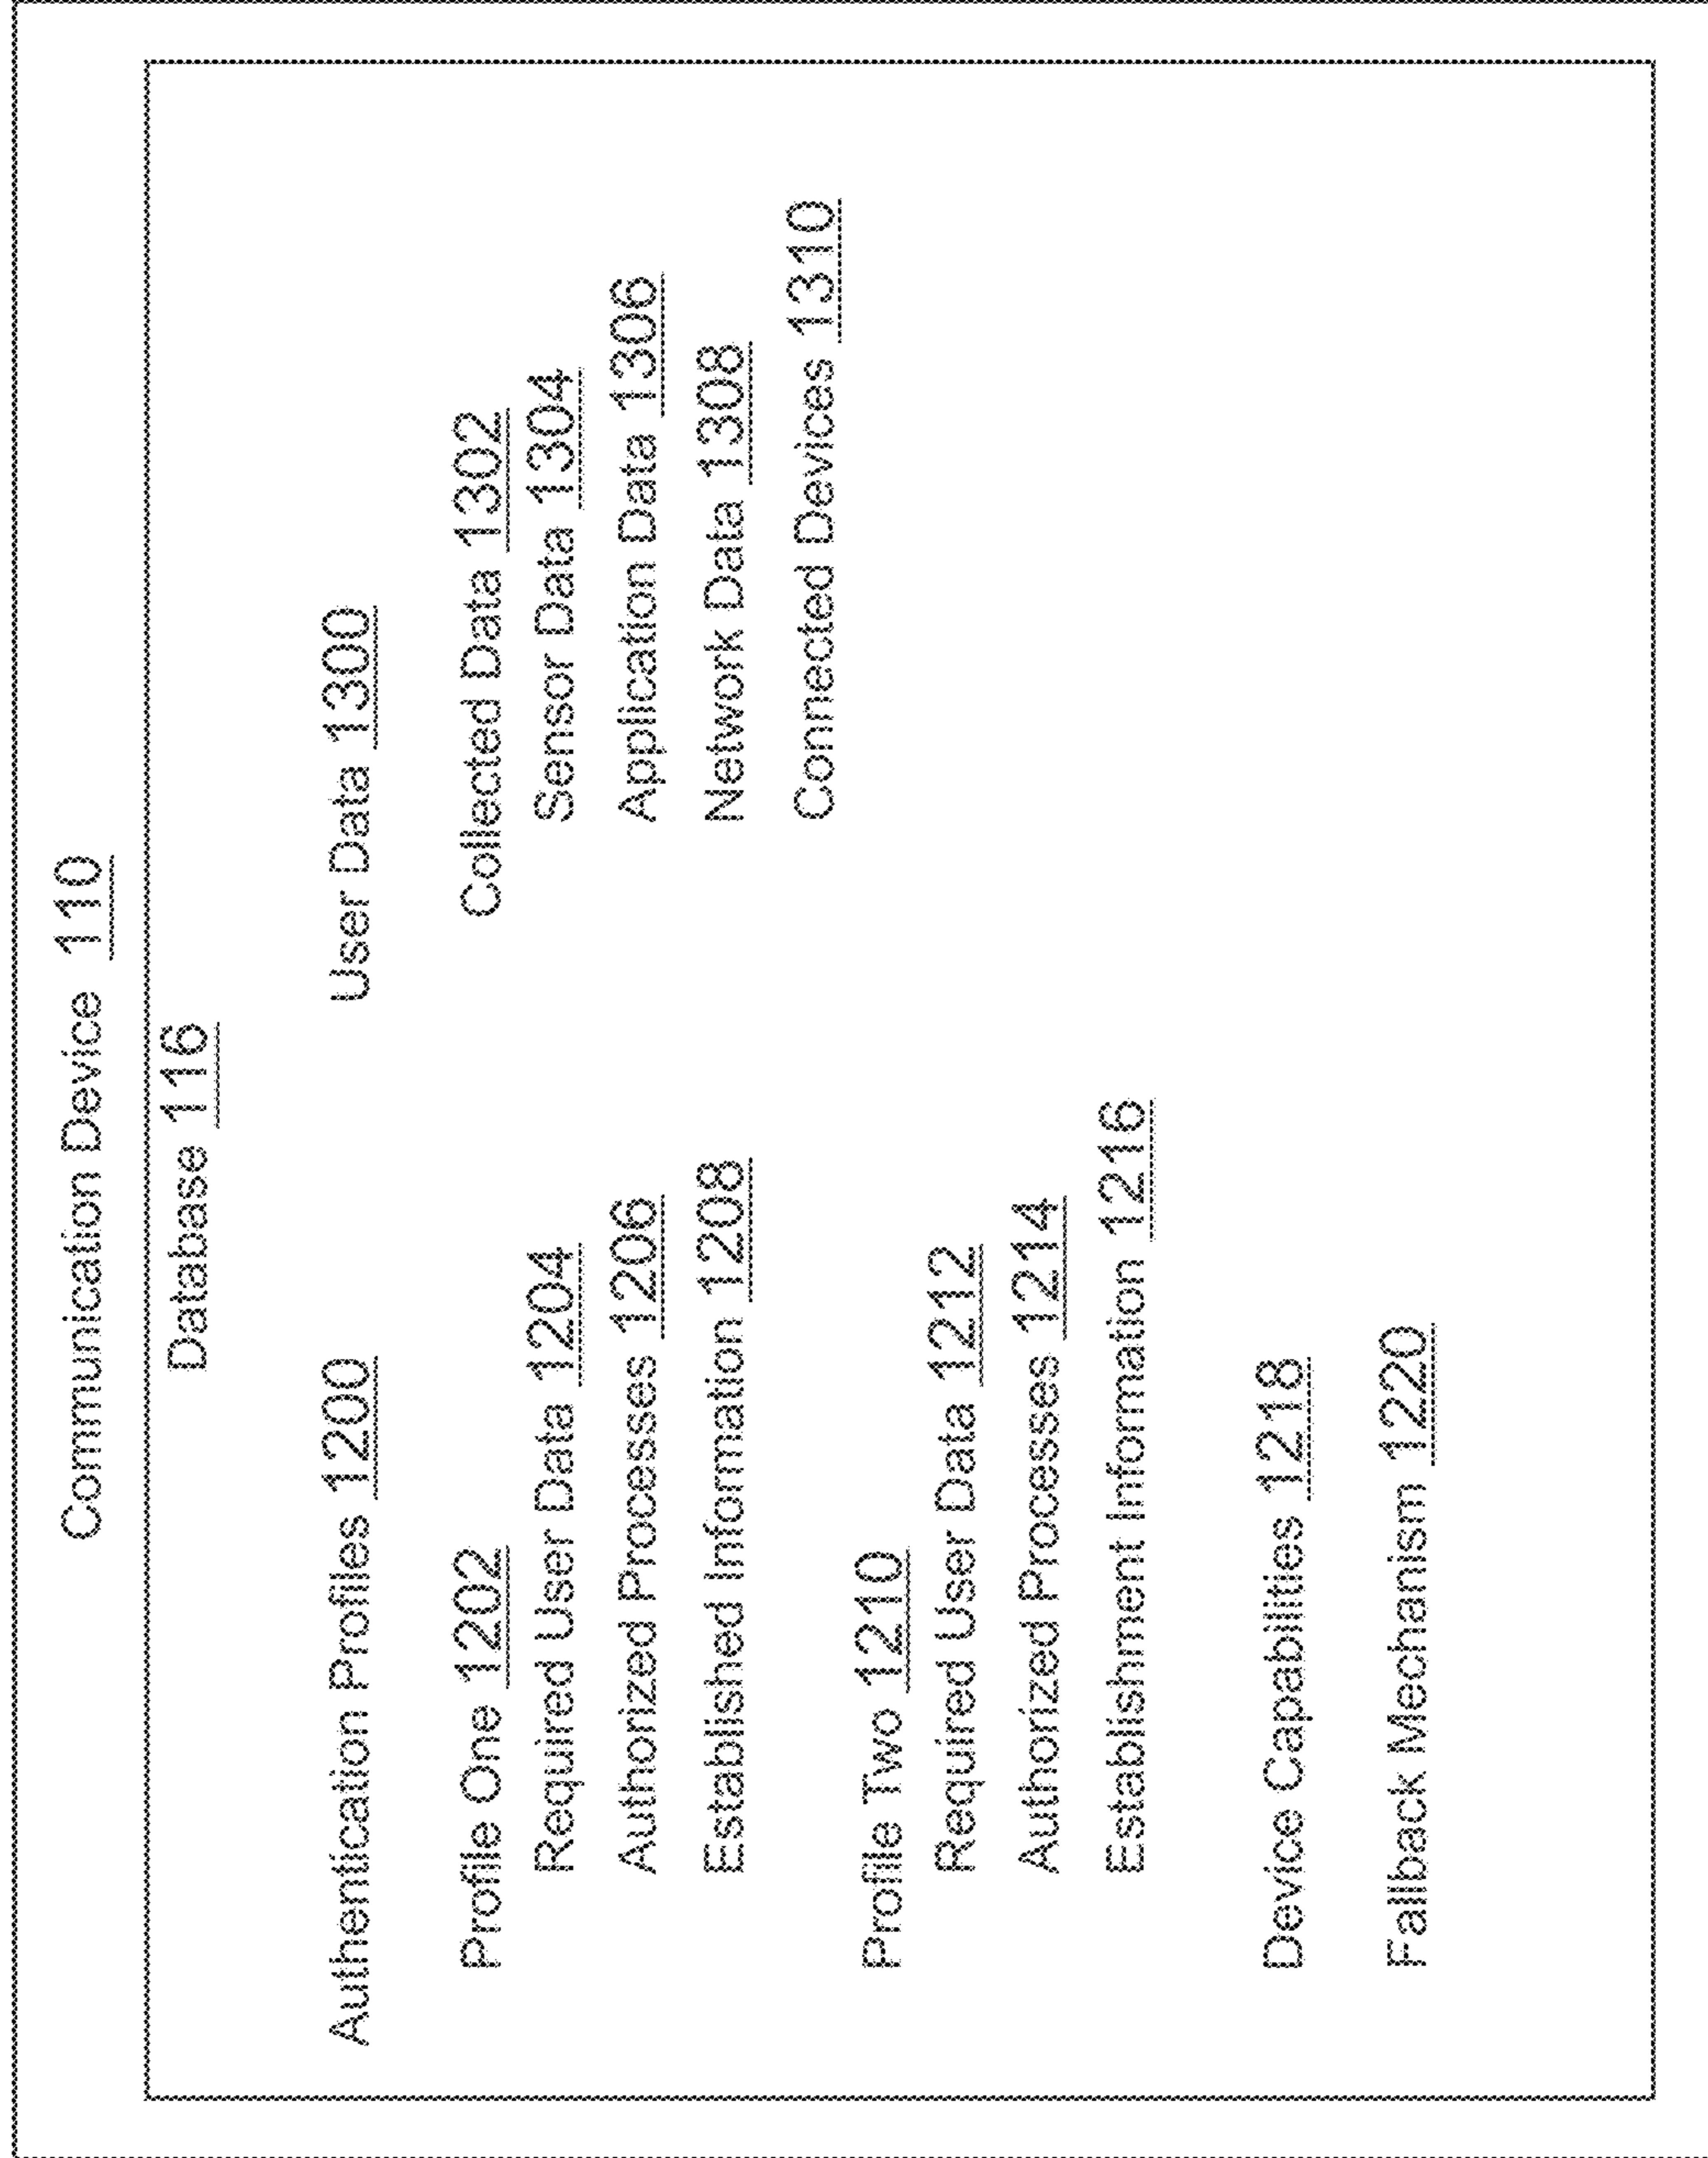 Communication Device 110
Database 116
Authentication Profiles 1200
Profile One 1202
Required User Data 1204
Authorized Processes 1206
Established Information 1208
Profile Two 1210
Required User Data 1212
Authorized Processes 1214
Establishment Information 1216
Device Capabilities 1218
Fallback Mechanism 1220
User Data 1300
Collected Data 1302
Sensor Data 1304
Application Data 1306
Network Data 1308
Connected Devices 1310